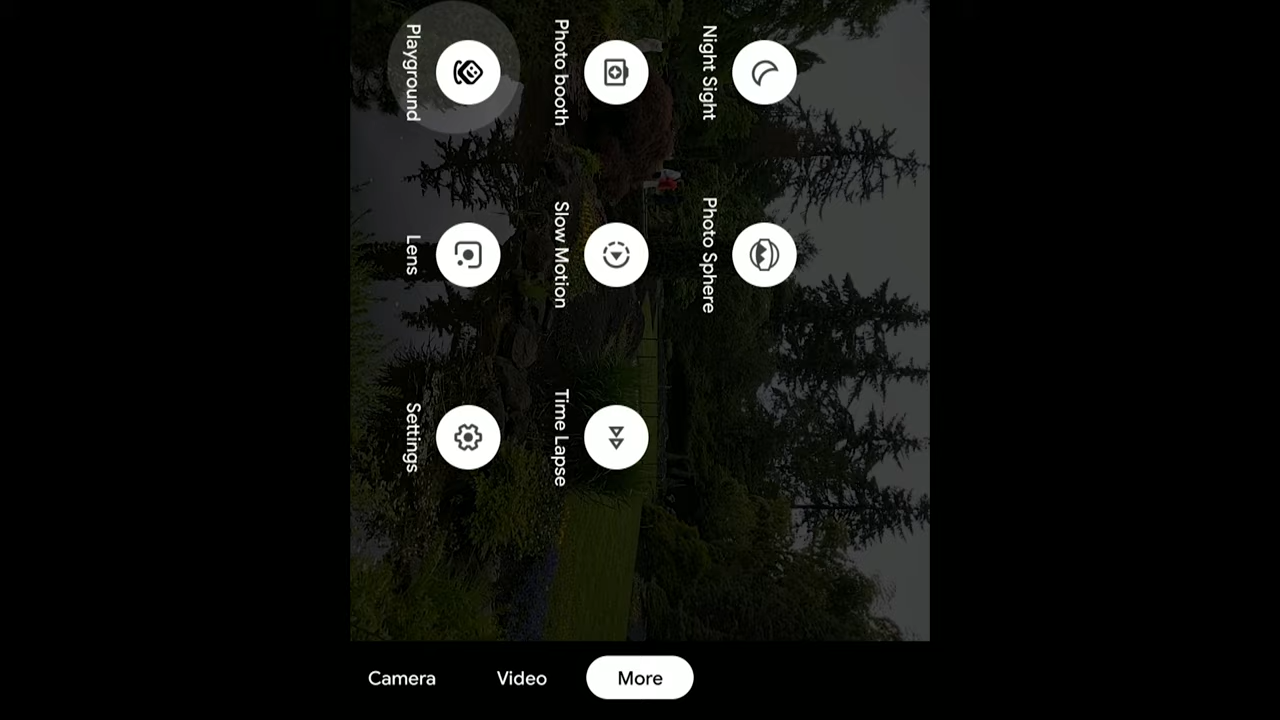 Night Sight
Photo Sphere
Photo booth
Slow Motion
Time Lapse
Playground
Lens
Settings
Camera
Video
More